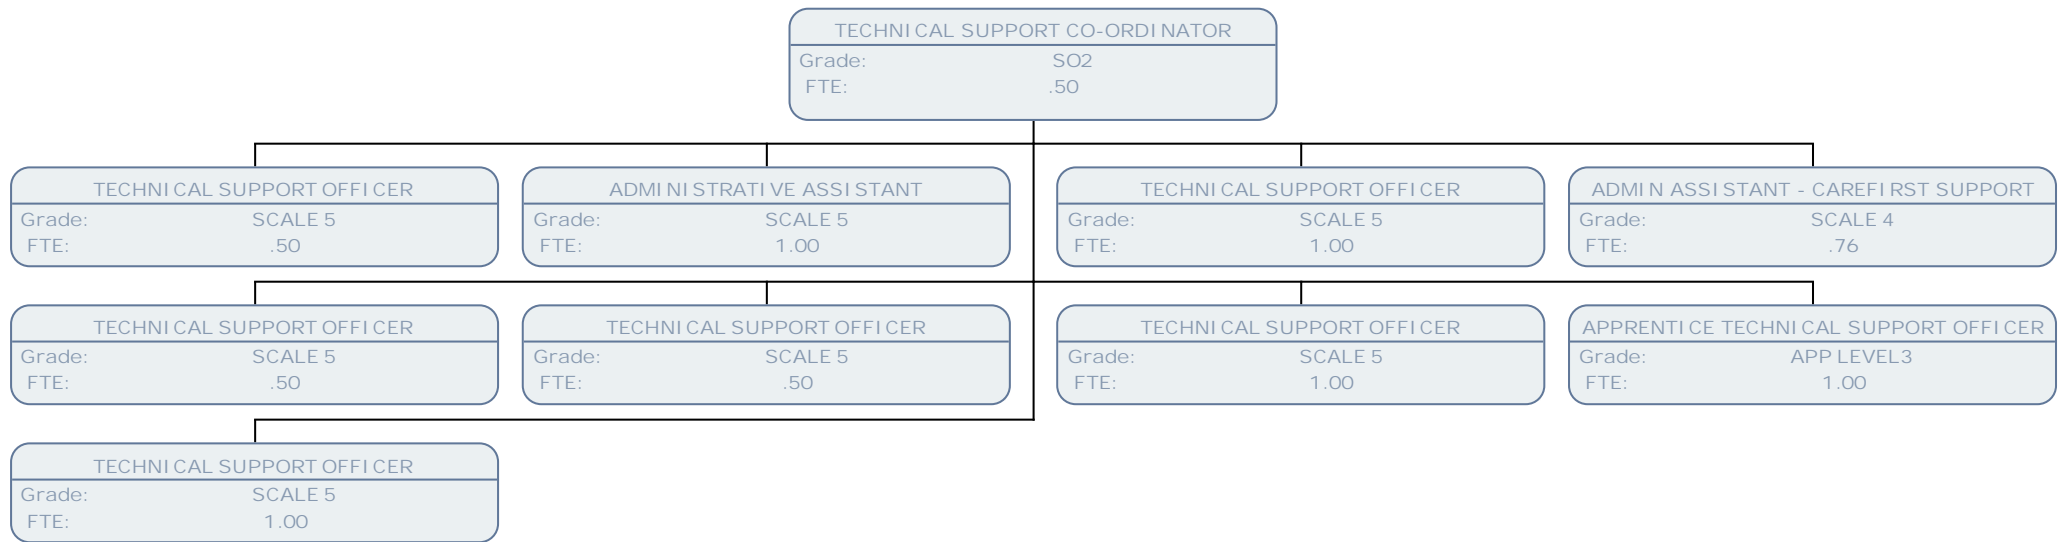 TECHNICAL SUPPORT CO-ORDINATOR
Grade: SO2
FTE: .50
TECHNICAL SUPPORT OFFICER
Grade: SCALE 5
FTE: .50
ADMINISTRATIVE ASSISTANT
Grade: SCALE 5
FTE: 1.00
TECHNICAL SUPPORT OFFICER
Grade: SCALE 5
FTE: 1.00
ADMIN ASSISTANT - CAREFIRST SUPPORT
Grade: SCALE 4
FTE: .76
TECHNICAL SUPPORT OFFICER
Grade: SCALE 5
FTE: .50
TECHNICAL SUPPORT OFFICER
Grade: SCALE 5
FTE: .50
TECHNICAL SUPPORT OFFICER
Grade: SCALE 5
FTE: 1.00
APPRENTICE TECHNICAL SUPPORT OFFICER
Grade: APP LEVEL3
FTE: 1.00
TECHNICAL SUPPORT OFFICER
Grade: SCALE 5
FTE: 1.00